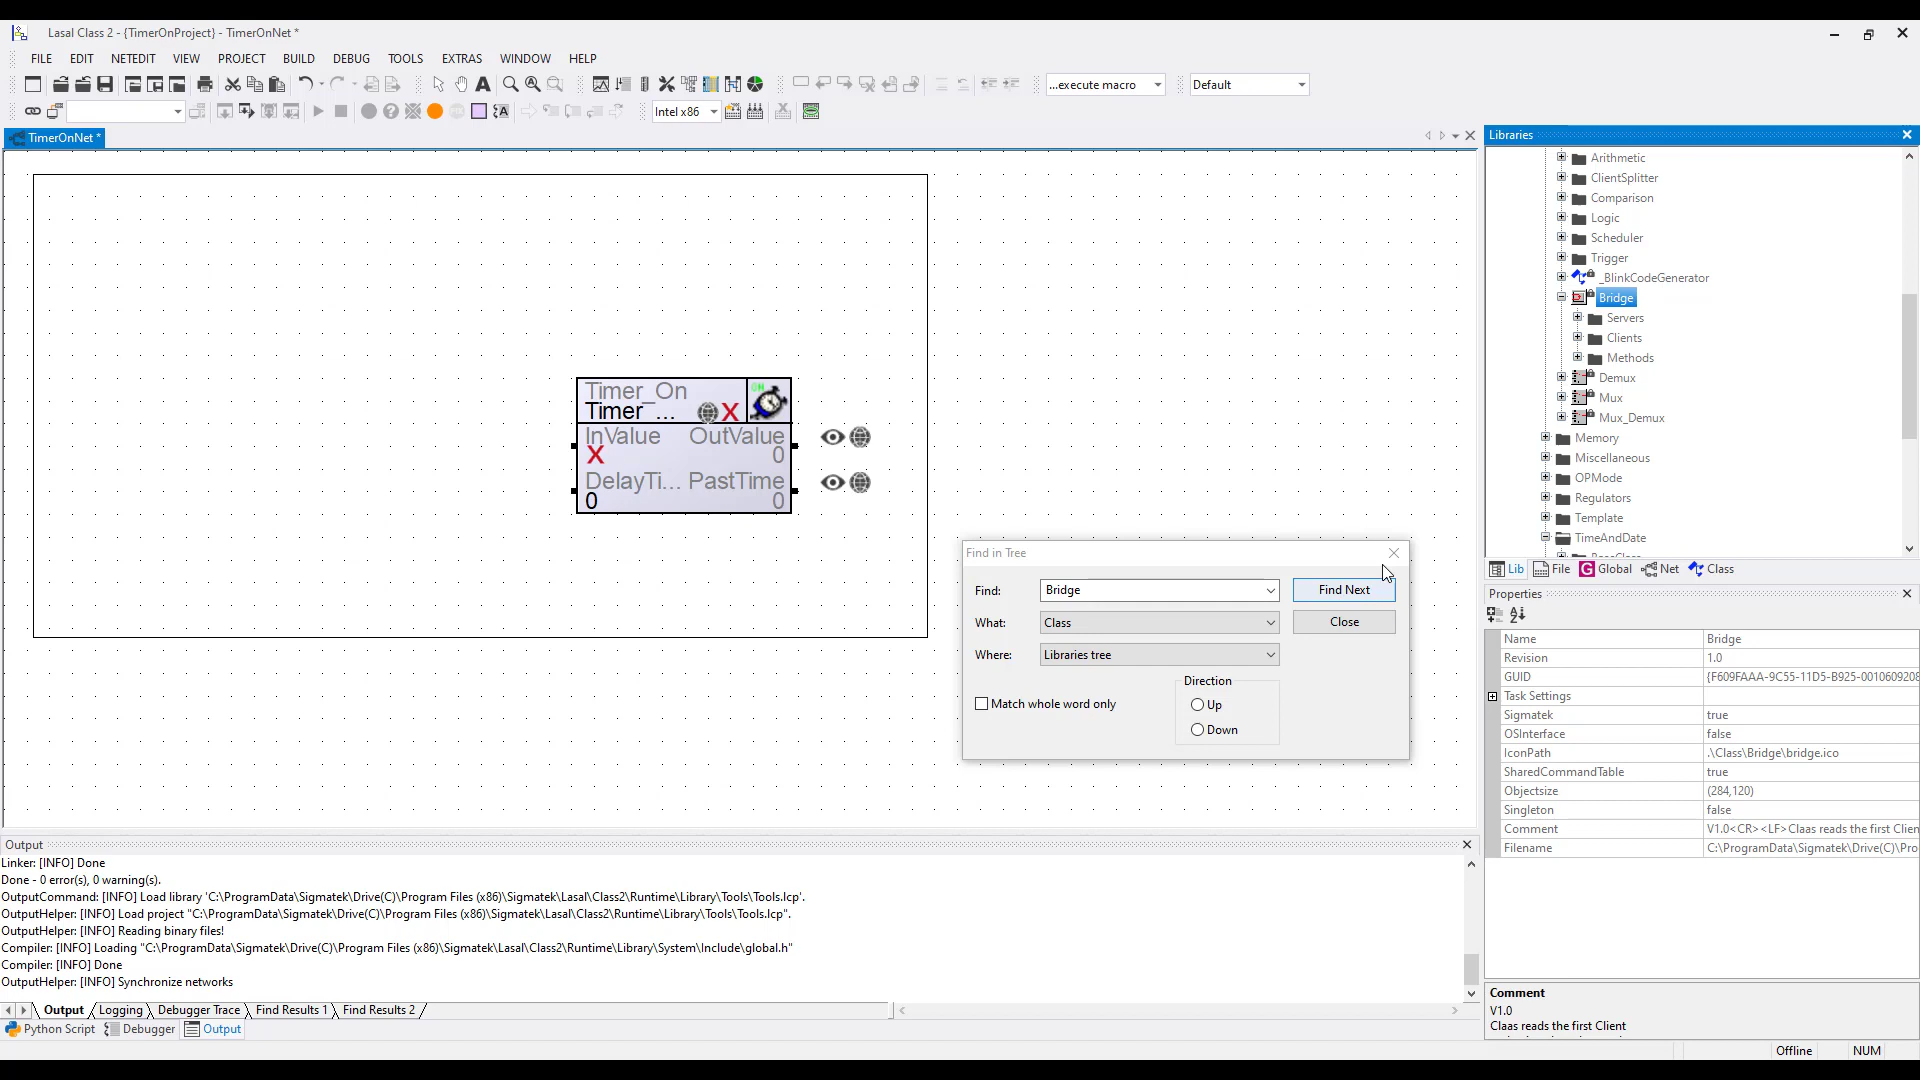 Lasal Class 2 - {TimerOnProject} - TimerOnNet *
FILE EDIT NETEDIT VIEW PROJECT BUILD DEBUG TOOLS EXTRAS WINDOW HELP
...execute macro Default
Intel x86
TimerOnNet *
Timer_On
ON
Timer_...
InValue OutValue
0
DelayTi... PastTime
0 0
Find in Tree
Find: Bridge Find Next
What: Class Close
Where: Libraries tree
Direction
Match whole word only Up
Down
Libraries
Arithmetic
ClientSplitter
Comparison
Logic
Scheduler
Trigger
_BlinkCodeGenerator
Bridge
Servers
Clients
Methods
Demux
Mux
Mux_Demux
Memory
Miscellaneous
OPMode
Regulators
Template
TimeAndDate
Lib File Global Net Class
Properties
Name Bridge
Revision 1.0
GUID {F609FAAA-9C55-11D5-B925-0010609208
Task Settings
Sigmatek true
OSInterface false
IconPath .\Class\Bridge\bridge.ico
SharedCommandTable true
Objectsize (284,120)
Singleton false
Comment V1.0<CR><LF>Claas reads the first Clien
Filename C:\ProgramData\Sigmatek\Drive(C)\Pro
Comment
V1.0
Claas reads the first Client
Output
Linker: [INFO] Done
Done - 0 error(s), 0 warning(s).
OutputCommand: [INFO] Load library 'C:\ProgramData\Sigmatek\Drive(C)\Program Files (x86)\Sigmatek\Lasal\Class2\Runtime\Library\Tools\Tools.lcp'.
OutputHelper: [INFO] Load project "C:\ProgramData\Sigmatek\Drive(C)\Program Files (x86)\Sigmatek\Lasal\Class2\Runtime\Library\Tools\Tools.lcp".
OutputHelper: [INFO] Reading binary files!
Compiler: [INFO] Loading "C:\ProgramData\Sigmatek\Drive(C)\Program Files (x86)\Sigmatek\Lasal\Class2\Runtime\Library\System\Include\global.h"
Compiler: [INFO] Done
OutputHelper: [INFO] Synchronize networks
Output Logging Debugger Trace Find Results 1 Find Results 2
Python Script Debugger Output
Offline NUM